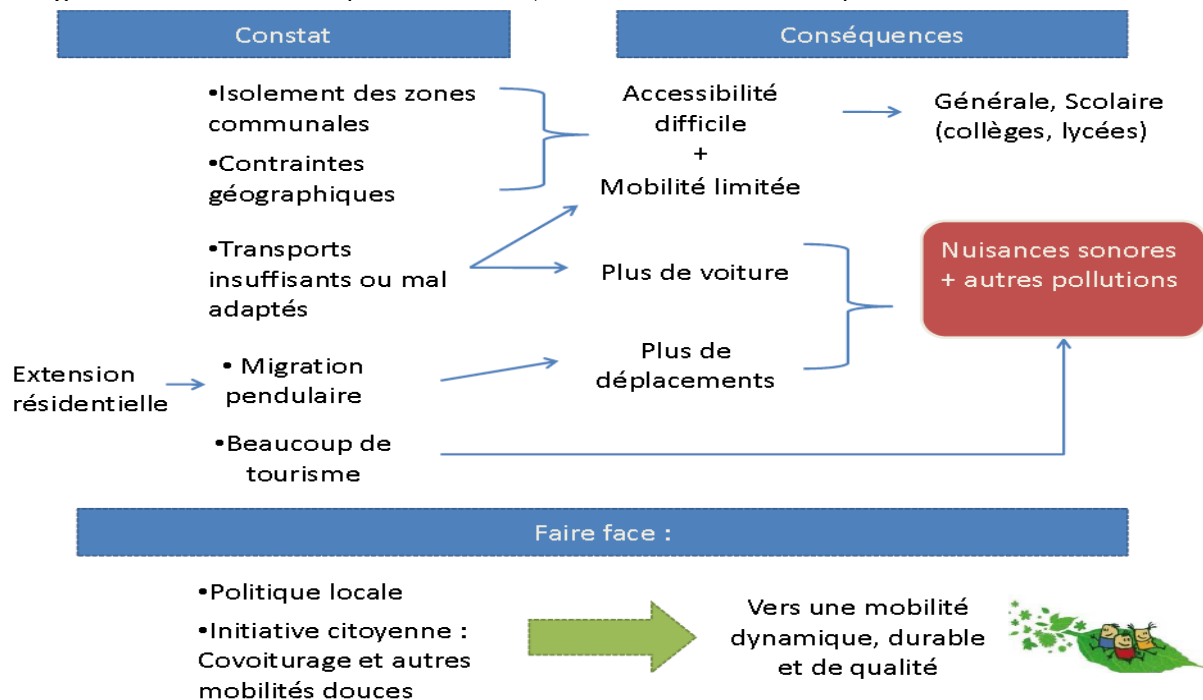 Constat
Conséquences
•Isolement des zones
communales
•Contraintes
géographiques
Accessibilité
difficile
+
Mobilité limitée
Générale, Scolaire
(collèges, lycées)
•Transports
insuffisants ou mal
adaptés
Plus de voiture
Nuisances sonores
+ autres pollutions
Extension
résidentielle
• Migration
pendulaire
Plus de
déplacements
•Beaucoup de
tourisme
Faire face :
•Politique locale
•Initiative citoyenne :
Covoiturage et autres
mobilités douces
Vers une mobilité
dynamique, durable
et de qualité